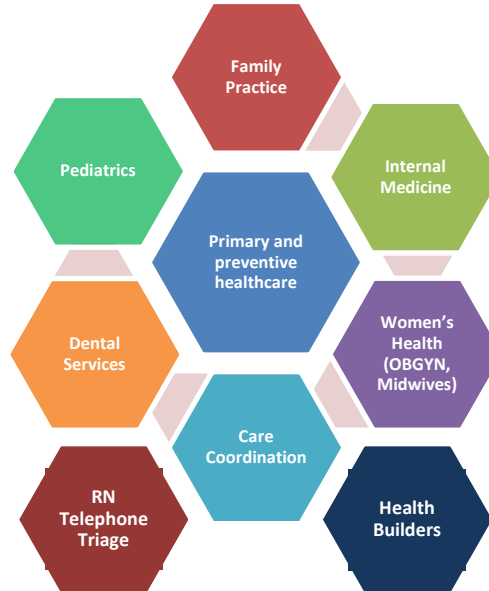 Family
Practice
Pediatrics
Internal
Medicine
Primary and
preventive
healthcare
Dental
Services
Women’s
Health
(OBGYN,
Midwives)
Care
Coordination
RN
Telephone
Triage
Health
Builders